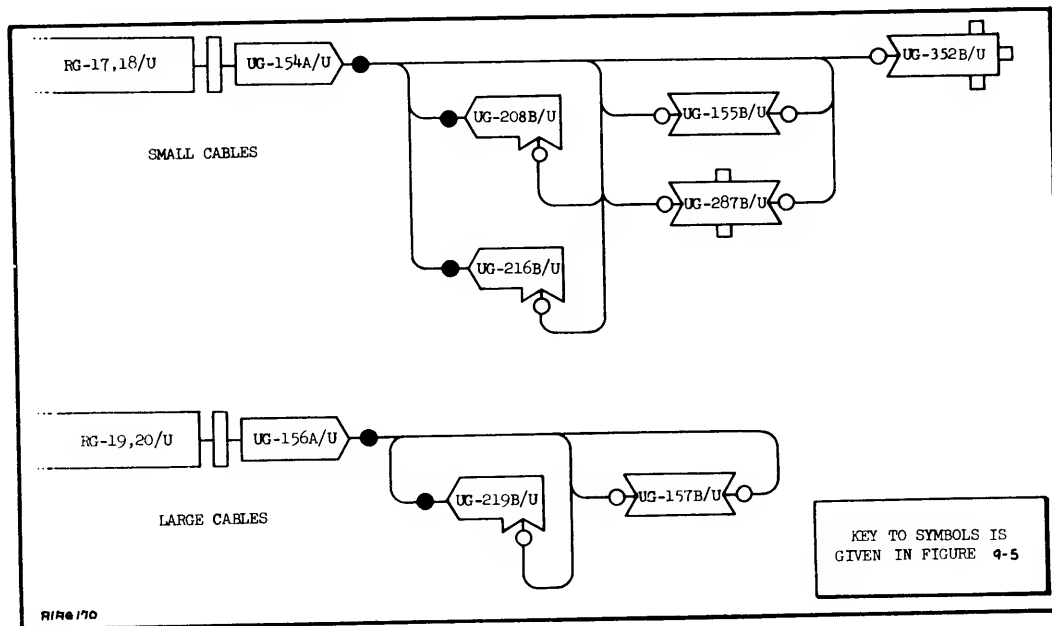 RG-17,18/U
UG-154A/U
UG-352B/U
UG-208B/U
UG-155B/U
SMALL CABLES
UG-287B/U
UG-216B/U
RG-19,20/U
UG-156A/U
UG-219B/U
UG-157B/U
LARGE CABLES
KEY TO SYMBOLS IS
GIVEN IN FIGURE 9-5